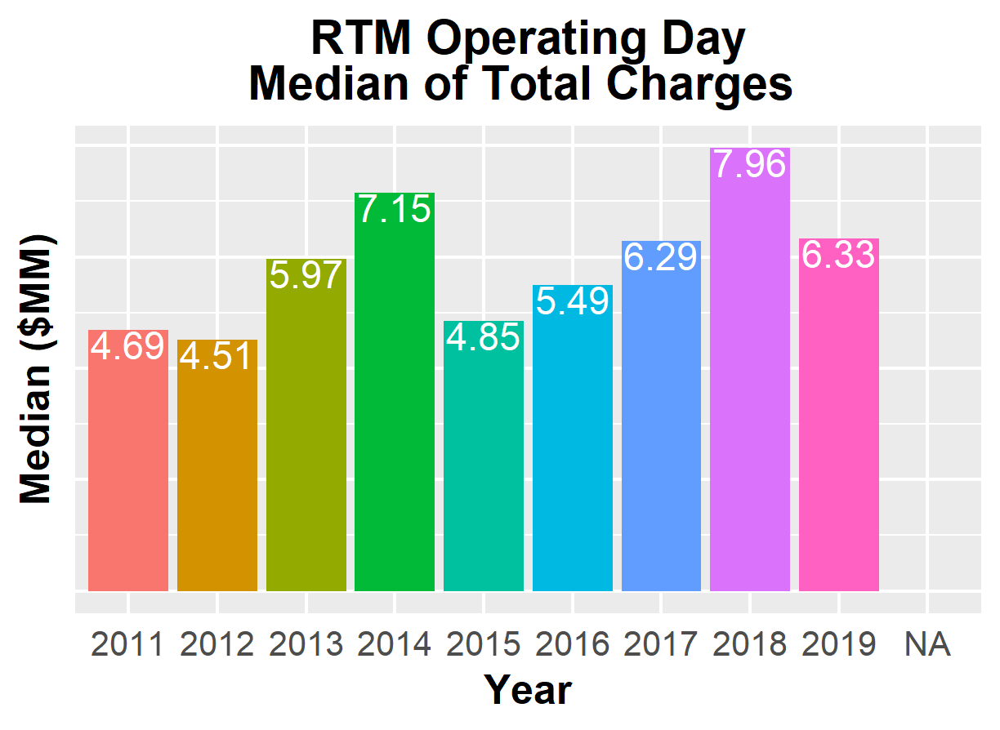 RTM Operating Day
Median of Total Charges
Median ($MM)
4.69
4.51
5.97
7.15
4.85
5.49
6.29
7.96
6.33
2011 2012 2013 2014 2015 2016 2017 2018 2019 NA
Year